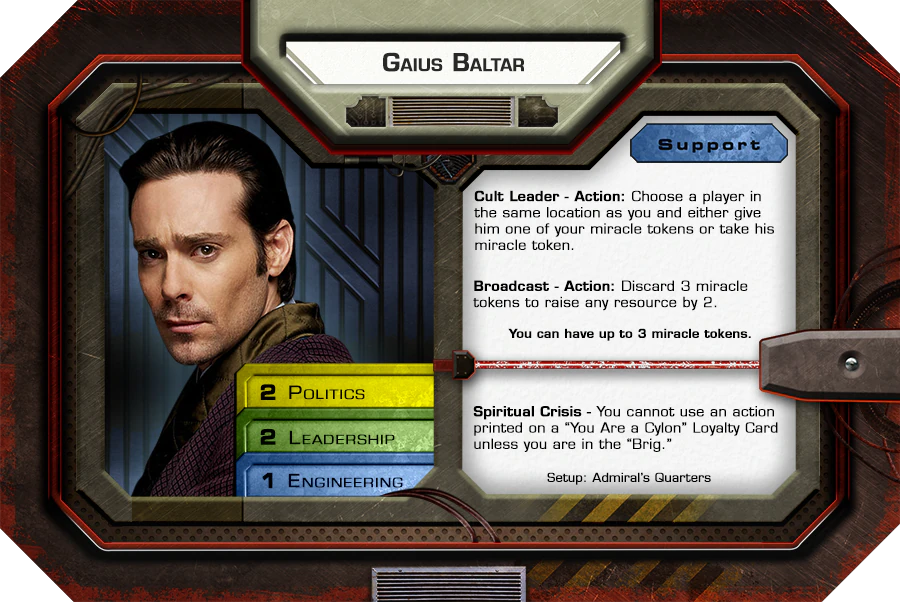 Gaius Baltar
Support
Cult Leader - Action: Choose a player in
the same location as you and either give
him one of your miracle tokens or take his
miracle token.
Broadcast - Action: Discard 3 miracle
tokens to raise any resource by 2.
You can have up to 3 miracle tokens.
2 Politics
2 Leadership
1 Engineering
Spiritual Crisis - You cannot use an action
printed on a “You Are a Cylon” Loyalty Card
unless you are in the “Brig.”
Setup: Admiral’s Quarters